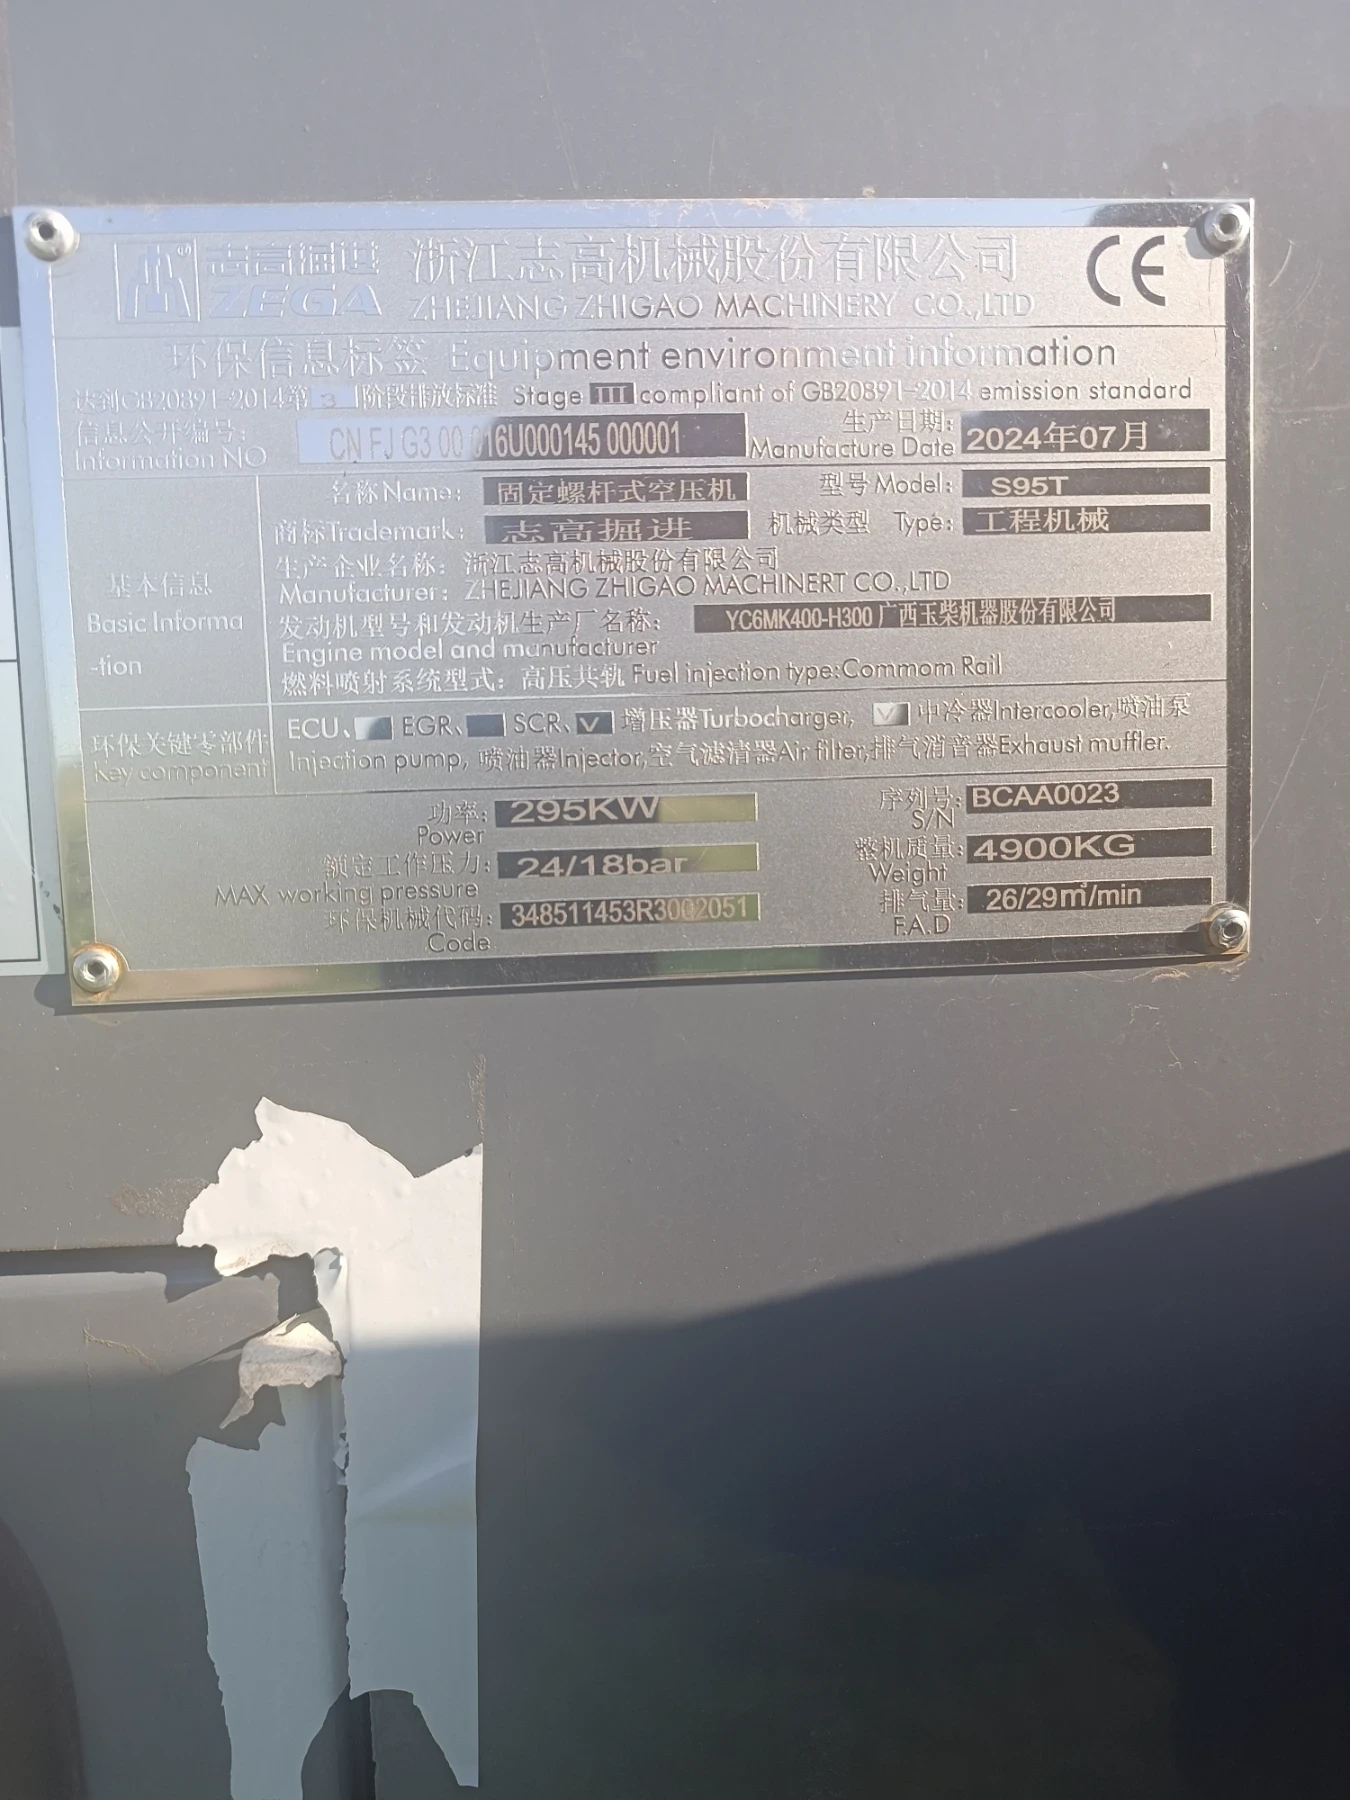 志高掘进 浙江志高机械股份有限公司
ZEGA ZHEJIANG ZHIGAO MACHINERY CO.,LTD
CE
环保信息标签 Equipment environment information
达到GB20891-2014第3阶段排放标准 Stage III compliant of GB20891-2014 emission standard
信息公开编号: CN FJ G3 00 016U000145 000001 生产日期: 2024年07月
Information NO Manufacture Date
名称Name: 固定螺杆式空压机 型号Model: S95T
商标Trademark: 志高掘进 机械类型 Type: 工程机械
生产企业名称: 浙江志高机械股份有限公司
Manufacturer: ZHEJIANG ZHIGAO MACHINERT CO.,LTD
基本信息
Basic Informa
-tion
发动机型号和发动机生产厂名称: YC6MK400-H300 广西玉柴机器股份有限公司
Engine model and manufacturer
燃料喷射系统型式: 高压共轨 Fuel injection type:Commom Rail
环保关键零部件
Key component
ECU、 EGR、 SCR、 V 增压器Turbocharger, V 中冷器Intercooler,喷油泵
Injection pump, 喷油器Injector,空气滤清器Air filter,排气消音器Exhaust muffler.
功率: 295KW 序列号: BCAA0023
Power S/N
额定工作压力: 24/18bar 整机质量: 4900KG
MAX working pressure Weight
环保机械代码: 348511453R3002051 排气量: 26/29m³/min
Code F.A.D